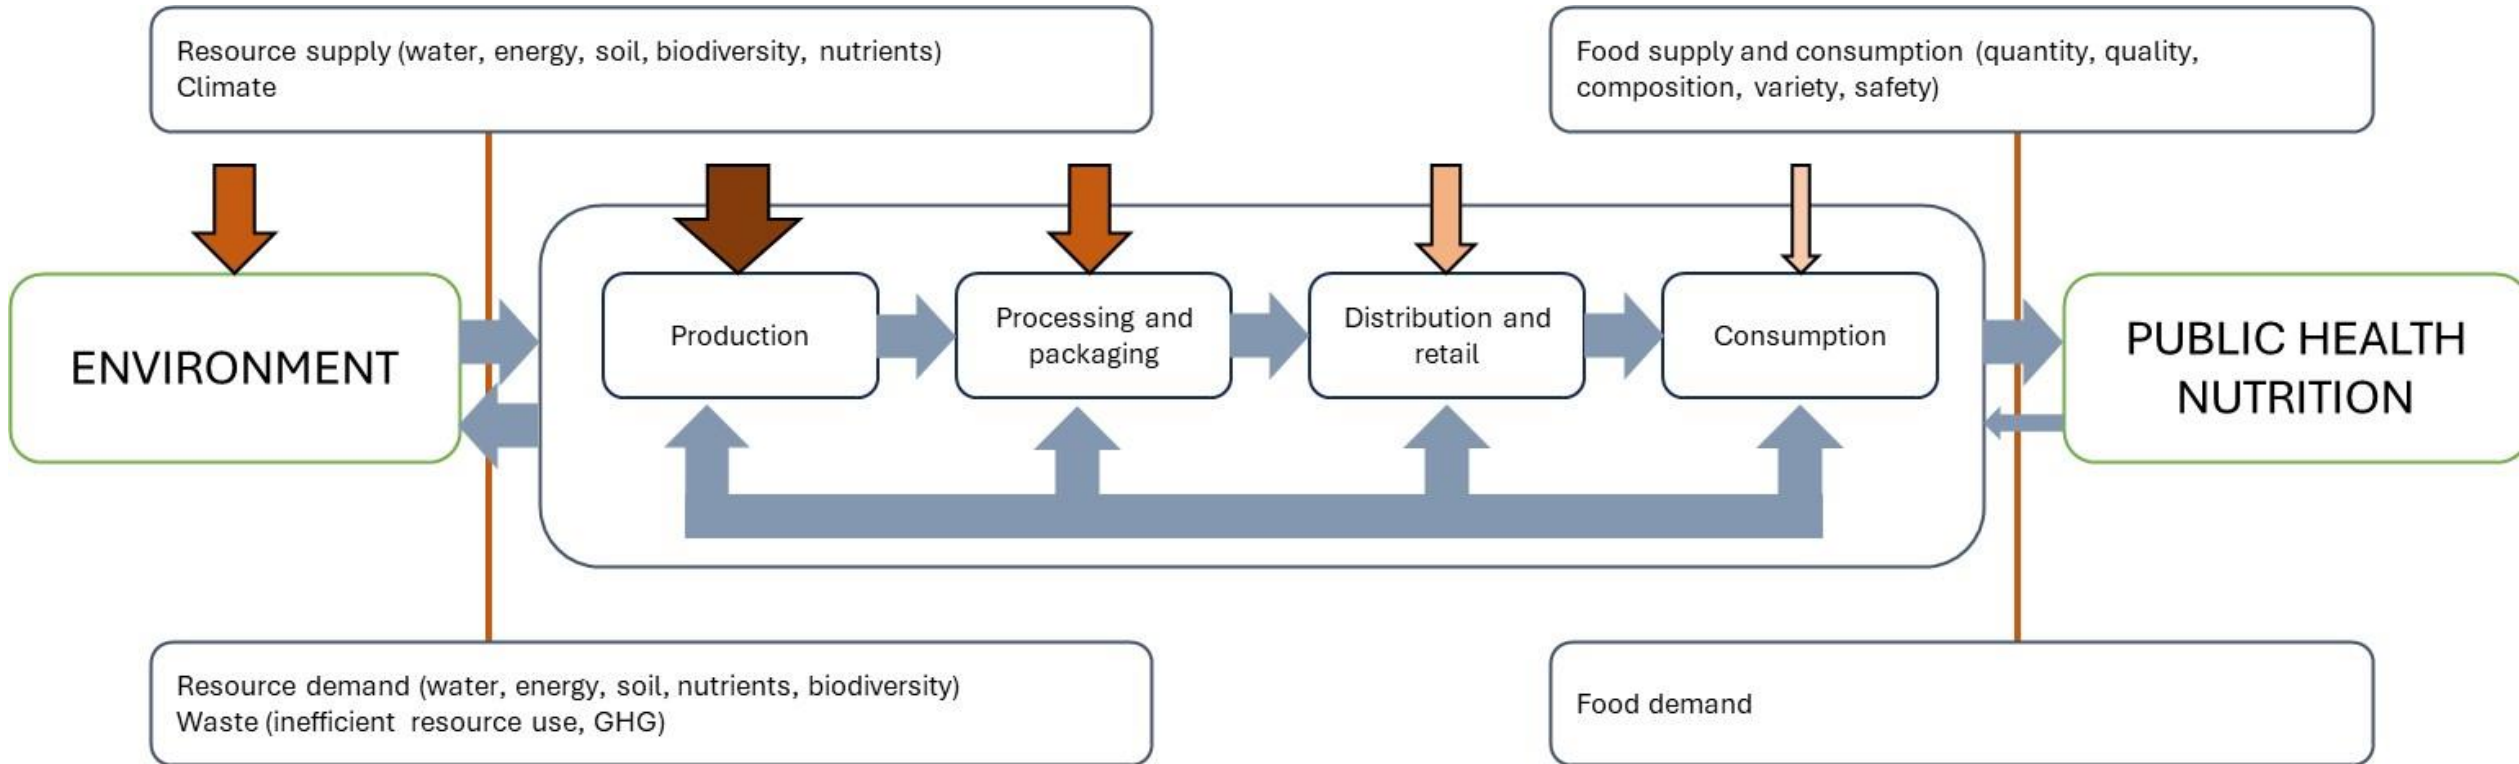 Resource supply (water, energy, soil, biodiversity, nutrients)
Climate
Food supply and consumption (quantity, quality,
composition, variety, safety)
ENVIRONMENT
Production
Processing and
packaging
Distribution and
retail
Consumption
PUBLIC HEALTH
NUTRITION
Resource demand (water, energy, soil, nutrients, biodiversity)
Waste (inefficient resource use, GHG)
Food demand